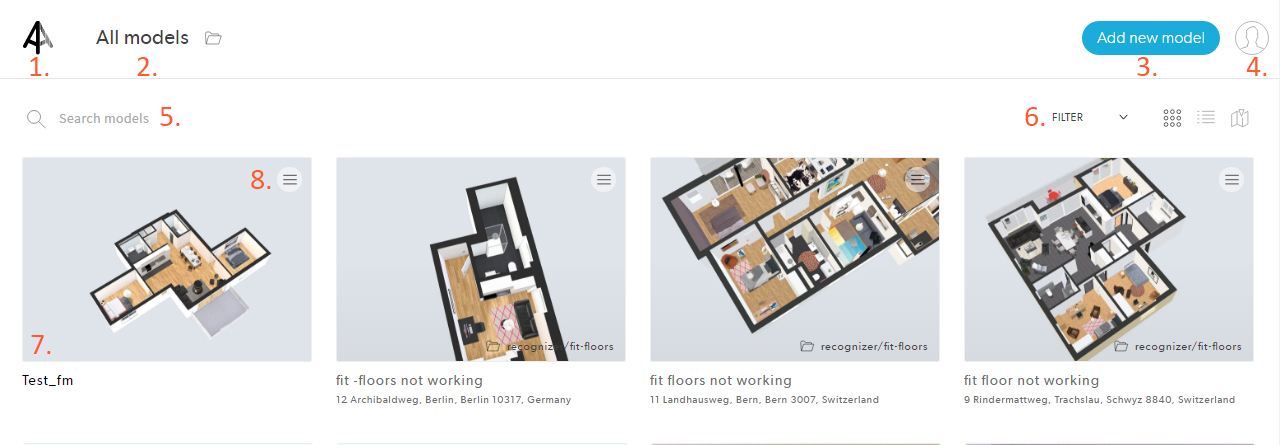 All models
Add new model
1.
2.
3.
4.
Search models
5.
6.
FILTER
8.
7.
recognizer/fit-floors
recognizer/fit-floors
recognizer/fit-floors
Test_fm
fit -floors not working
fit floors not working
fit floor not working
12 Archibaldweg, Berlin, Berlin 10317, Germany
11 Landhausweg, Bern, Bern 3007, Switzerland
9 Rindermattweg, Trachslau, Schwyz 8840, Switzerland